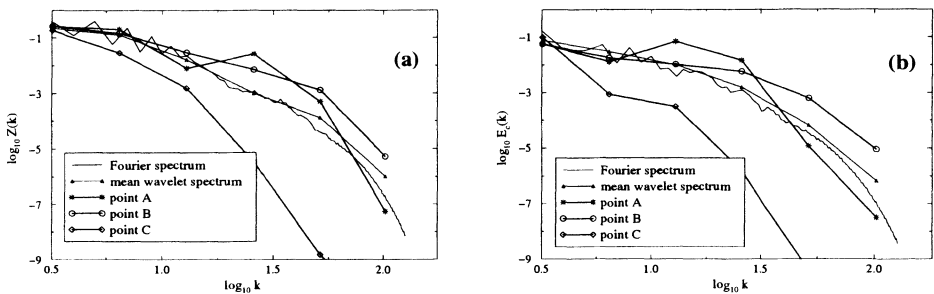 (a)
-1
-3
-5
-7
-9
log10 Z(k)
Fourier spectrum
mean wavelet spectrum
point A
point B
point C
0.5
1.0
1.5
2.0
log10 k
(b)
-1
-3
-5
-7
-9
log10 Ec(k)
Fourier spectrum
mean wavelet spectrum
point A
point B
point C
0.5
1.0
1.5
2.0
log10 k